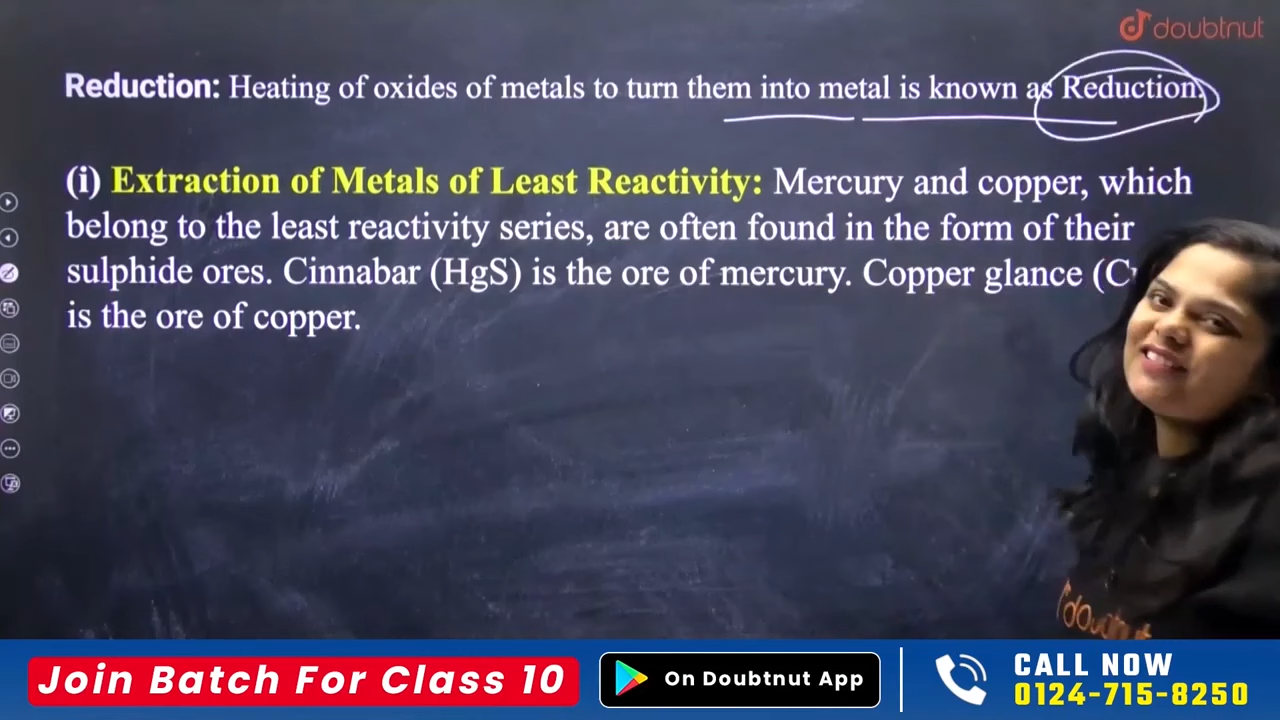 doubtnut
Reduction: Heating of oxides of metals to turn them into metal is known as Reduction.
(i) Extraction of Metals of Least Reactivity: Mercury and copper, which
belong to the least reactivity series, are often found in the form of their
sulphide ores. Cinnabar (HgS) is the ore of mercury. Copper glance
is the ore of copper.
doubtnut
Join Batch For Class 10
On Doubtnut App
CALL NOW
0124-715-8250